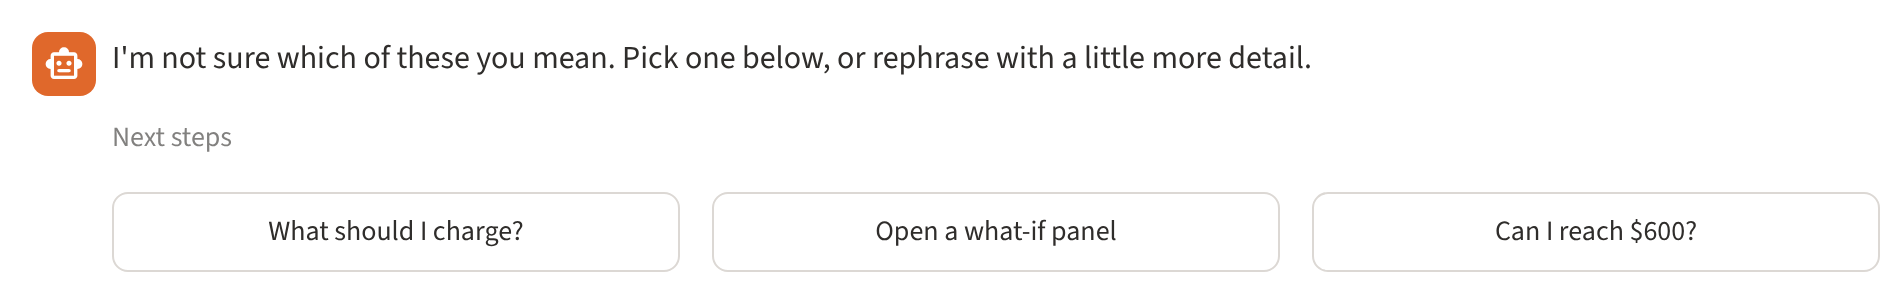 I'm not sure which of these you mean. Pick one below, or rephrase with a little more detail.
Next steps
What should I charge?
Open a what-if panel
Can I reach $600?